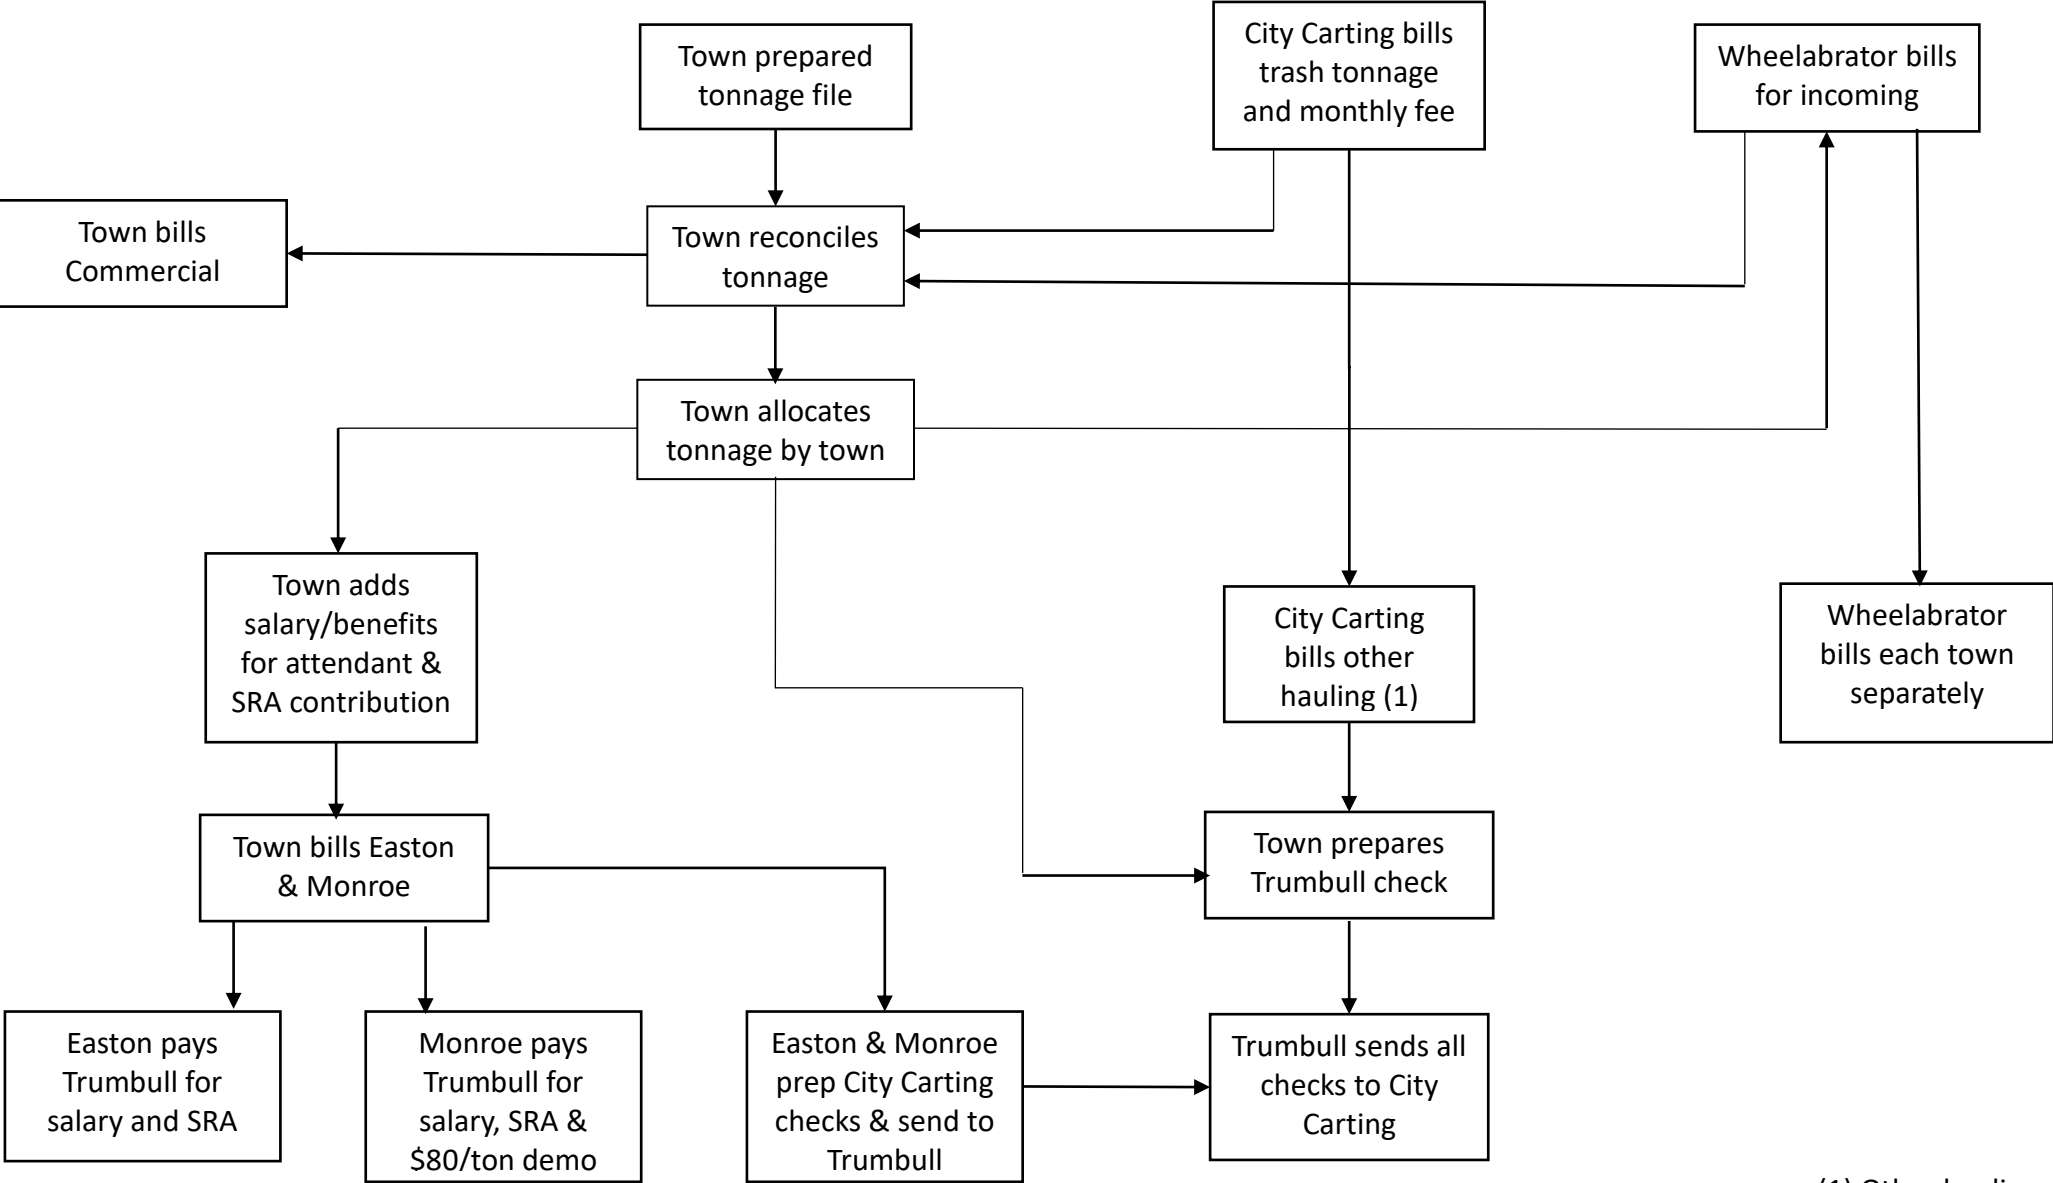 Town prepared
tonnage file
City Carting bills
trash tonnage
and monthly fee
Wheelabrator bills
for incoming
Town bills
Commercial
Town reconciles
tonnage
Town allocates
tonnage by town
Town adds
salary/benefits
for attendant &
SRA contribution
City Carting
bills other
hauling (1)
Wheelabrator
bills each town
separately
Town bills Easton
& Monroe
Town prepares
Trumbull check
Easton pays
Trumbull for
salary and SRA
Monroe pays
Trumbull for
salary, SRA &
$80/ton demo
Easton & Monroe
prep City Carting
checks & send to
Trumbull
Trumbull sends all
checks to City
Carting
(1) Other